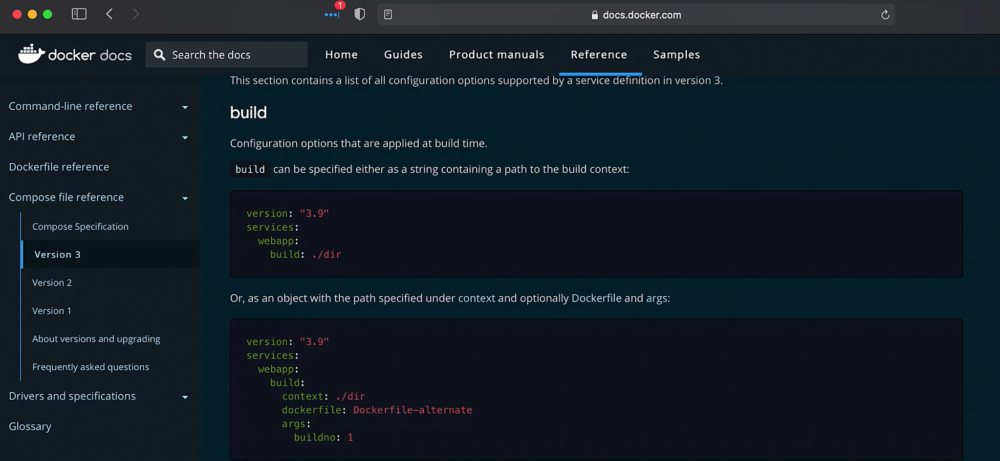 1
docs.docker.com
docker docs
Search the docs
Home
Guides
Product manuals
Reference
Samples
Command-line reference
API reference
Dockerfile reference
Compose file reference
Compose Specification
Version 3
Version 2
Version 1
About versions and upgrading
Frequently asked questions
Drivers and specifications
Glossary
This section contains a list of all configuration options supported by a service definition in version 3.
build
Configuration options that are applied at build time.
build can be specified either as a string containing a path to the build context:
version: "3.9"
services:
  webapp:
    build: ./dir
Or, as an object with the path specified under context and optionally Dockerfile and args:
version: "3.9"
services:
  webapp:
    build:
      context: ./dir
      dockerfile: Dockerfile-alternate
      args:
        buildno: 1